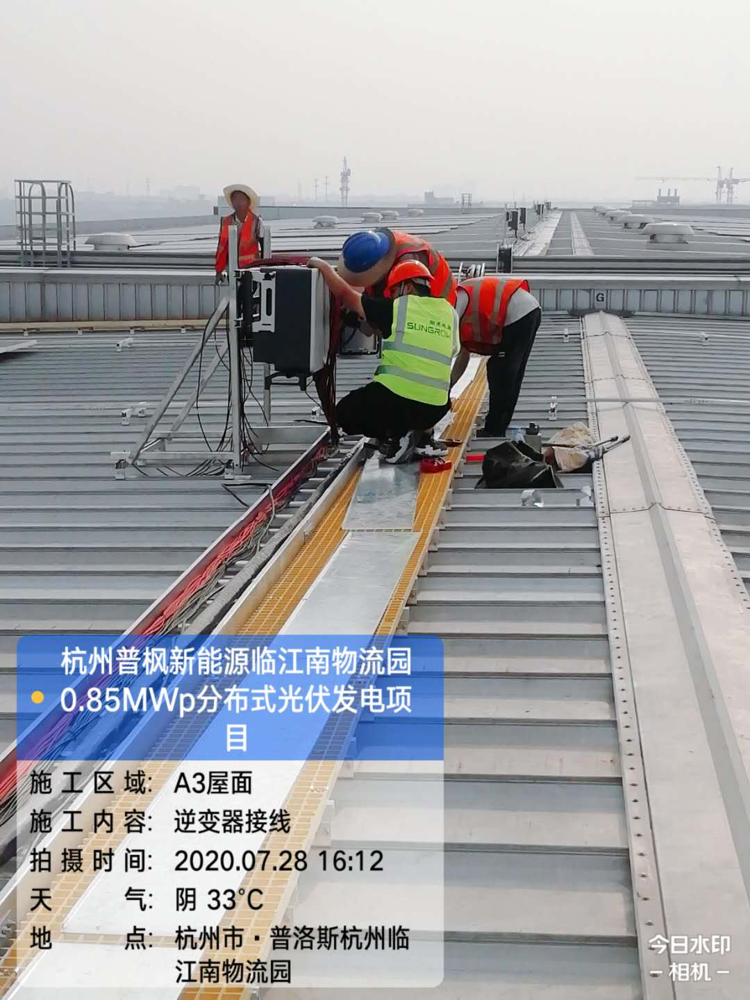 G
SUNGROW
杭州普枫新能源临江南物流园
0.85MWp分布式光伏发电项
目
施工区域: A3屋面
施工内容: 逆变器接线
拍摄时间: 2020.07.28 16:12
天气: 阴 33°C
地点: 杭州市·普洛斯杭州临
江南物流园
今日水印
-相机-